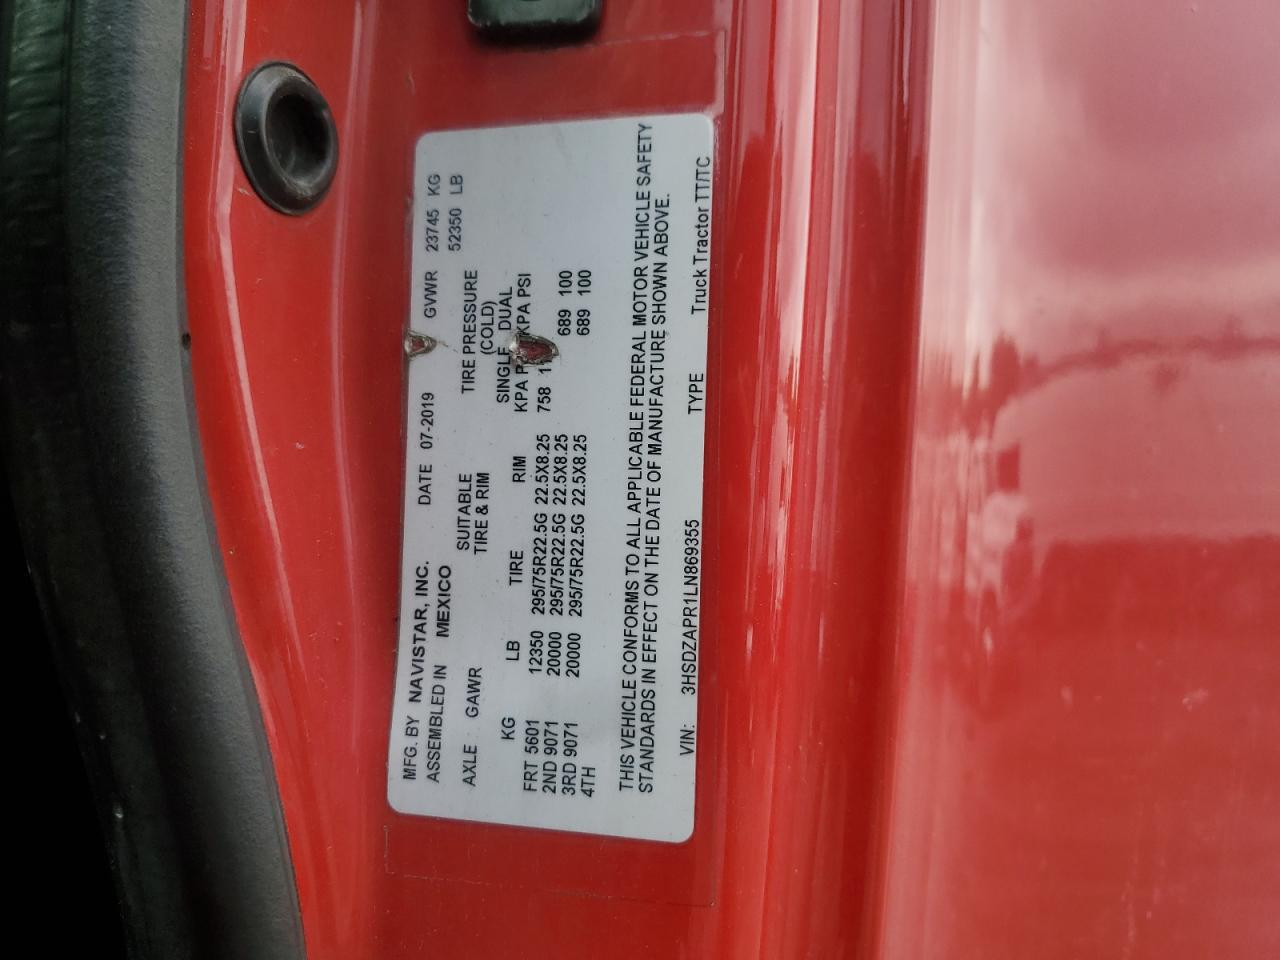 MFG. BY NAVISTAR, INC. DATE 07-2019 GVWR 23745 KG
ASSEMBLED IN MEXICO 52350 LB
AXLE GAWR SUITABLE TIRE & RIM TIRE PRESSURE (COLD)
SINGLE DUAL
KG LB TIRE RIM KPA KPA PSI
FRT 5601 12350 295/75R22.5G 22.5X8.25 758
2ND 9071 20000 295/75R22.5G 22.5X8.25 689 100
3RD 9071 20000 295/75R22.5G 22.5X8.25 689 100
4TH
THIS VEHICLE CONFORMS TO ALL APPLICABLE FEDERAL MOTOR VEHICLE SAFETY
STANDARDS IN EFFECT ON THE DATE OF MANUFACTURE SHOWN ABOVE.
VIN: 3HSDZAPR1LN869355 TYPE Truck Tractor TT/TC